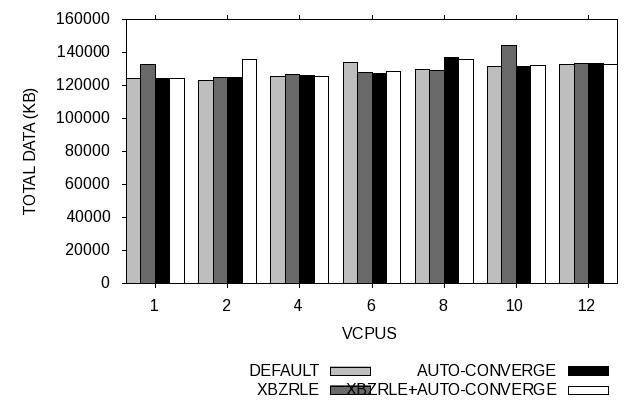 160000
140000
120000
100000
80000
60000
40000
20000
0
TOTAL DATA (KB)
1 2 4 6 8 10 12
VCPUS
DEFAULT AUTO-CONVERGE
XBZRLE XBZRLE+AUTO-CONVERGE